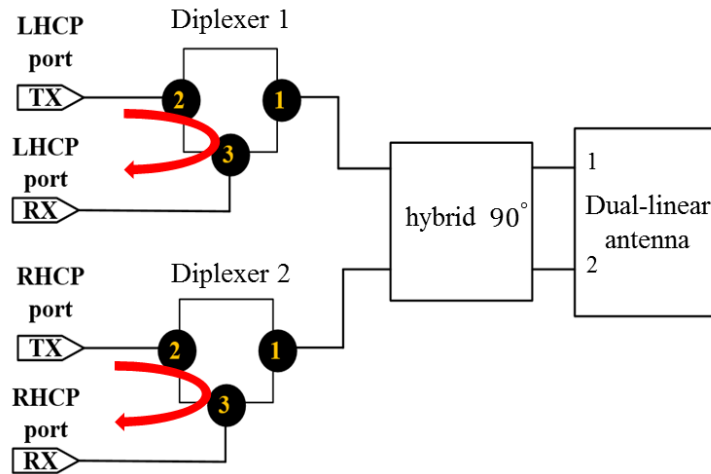 LHCP
port
Diplexer 1
TX
2
1
LHCP
port
3
RX
hybrid 90°
1
Dual-linear
antenna
2
RHCP
port
Diplexer 2
TX
2
1
RHCP
port
3
RX